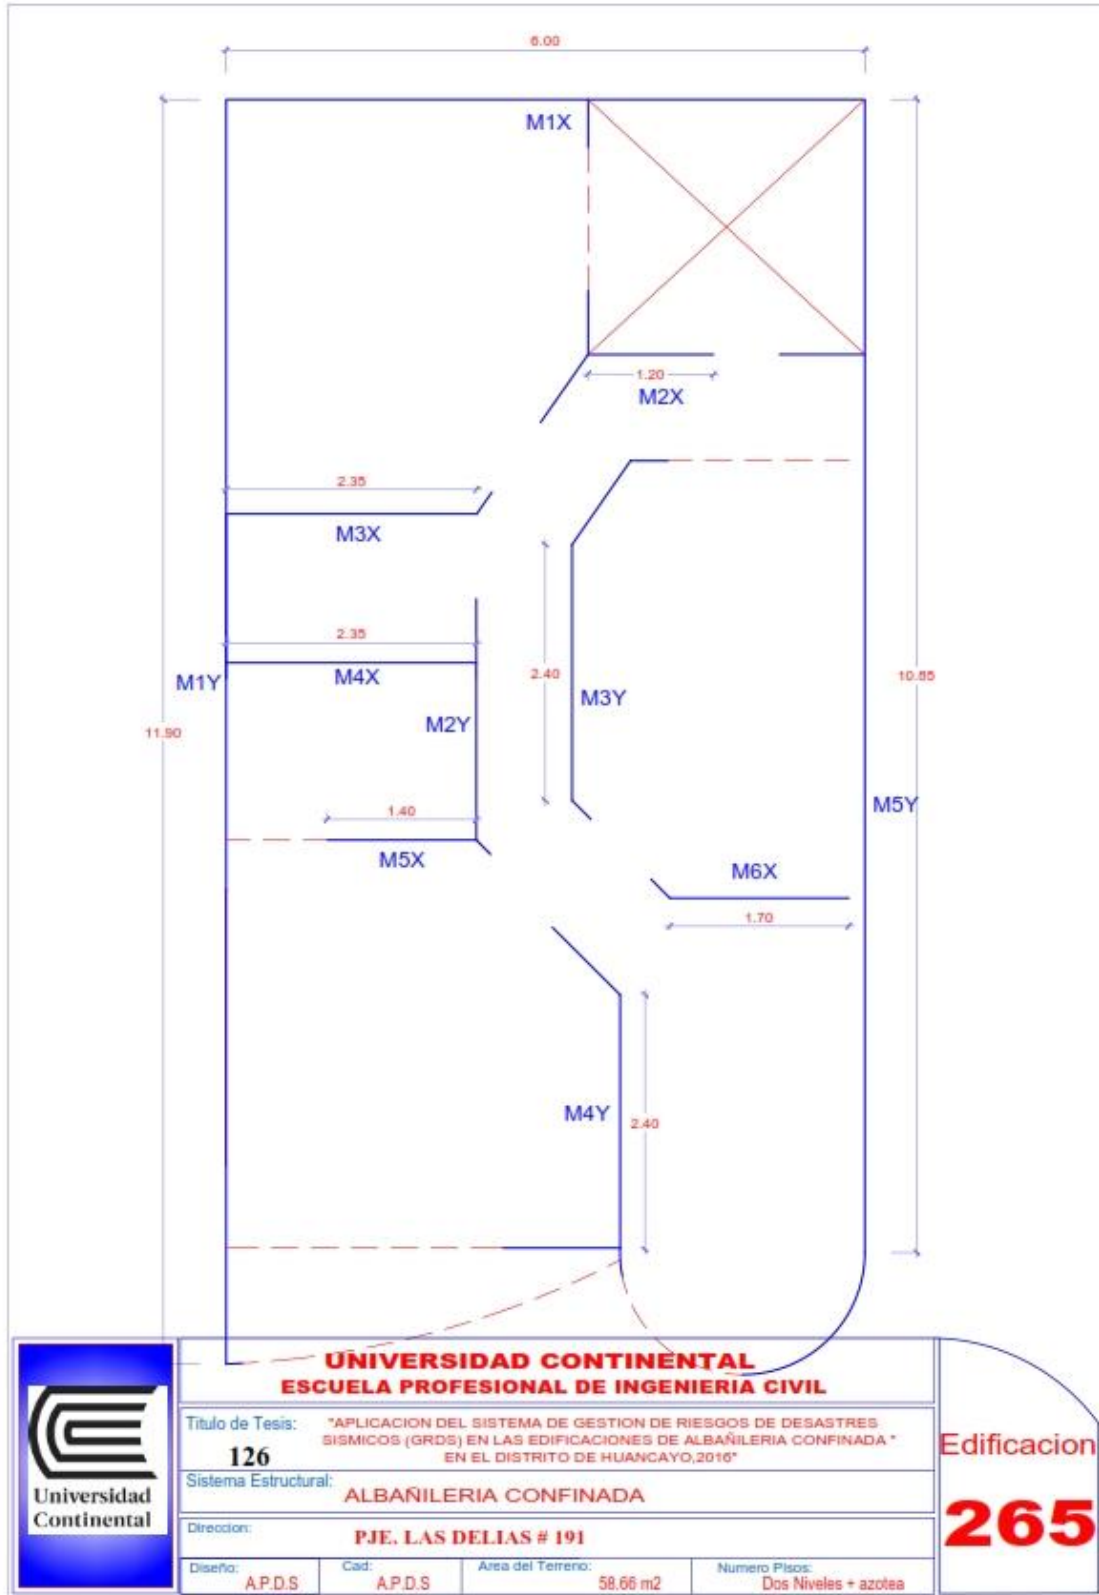 6.00
M1X
1.20
M2X
2.35
M3X
2.35
M4X
M1Y
2.40
M3Y
10.85
M2Y
11.90
1.40
M5X
M5Y
M6X
1.70
M4Y
2.40
UNIVERSIDAD CONTINENTAL
ESCUELA PROFESIONAL DE INGENIERIA CIVIL
Titulo de Tesis:
"APLICACION DEL SISTEMA DE GESTION DE RIESGOS DE DESASTRES
SISMICOS (GRDS) EN LAS EDIFICACIONES DE ALBAÑILERIA CONFINADA "
EN EL DISTRITO DE HUANCAYO,2016"
126
Edificacion
265
Sistema Estructural:
ALBAÑILERIA CONFINADA
Universidad
Continental
Direccion:
PJE. LAS DELIAS # 191
Diseño:
A.P.D.S
Cad:
A.P.D.S
Area del Terreno:
58.66 m2
Numero Pisos:
Dos Niveles + azotea